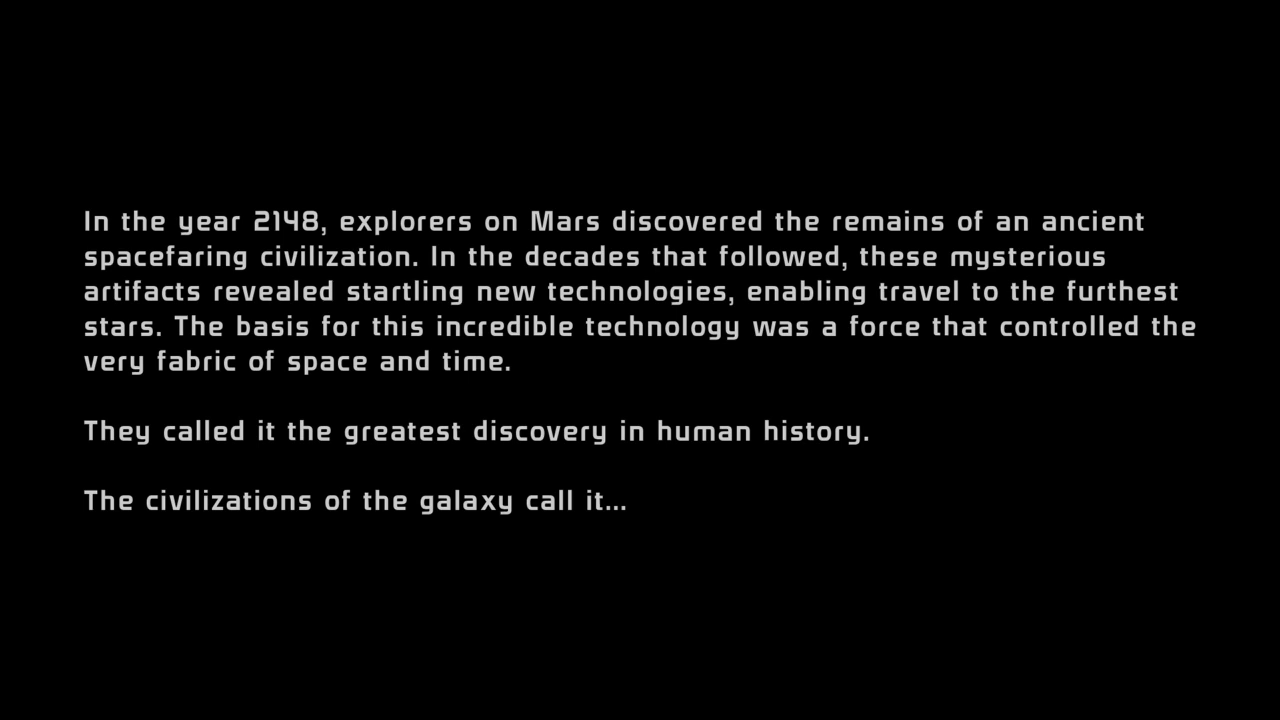 In the year 2148, explorers on Mars discovered the remains of an ancient
spacefaring civilization. In the decades that followed, these mysterious
artifacts revealed startling new technologies, enabling travel to the furthest
stars. The basis for this incredible technology was a force that controlled the
very fabric of space and time.
They called it the greatest discovery in human history.
The civilizations of the galaxy call it...